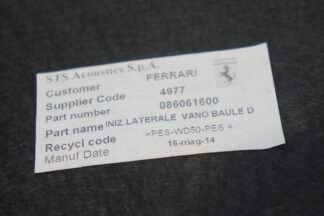 STS Acoustics S.p.A.
Customer FERRARI
Supplier Code 4977
Part number 086061600
Part name INIZ.LATERALE VANO BAULE D
Recycl code >PES-WD50-PES <
Manuf Date 16-mag-14